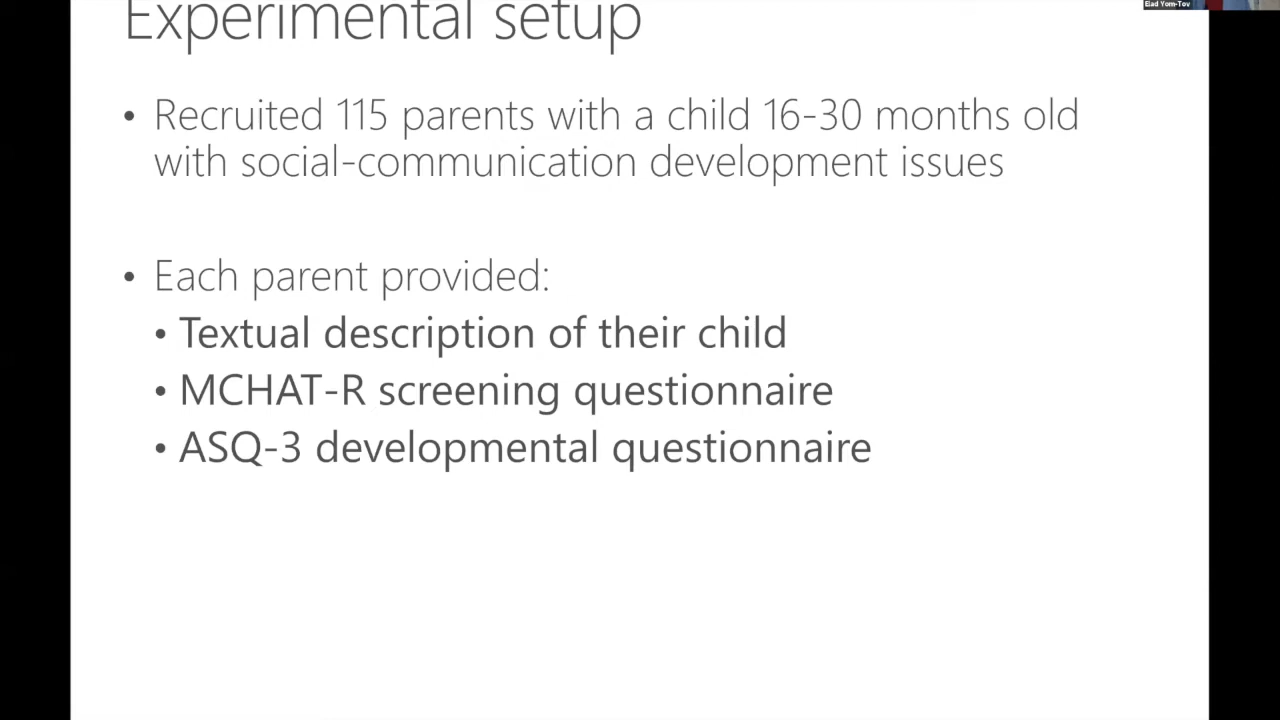 Elad Yom-Tov
Experimental setup
• Recruited 115 parents with a child 16-30 months old
with social-communication development issues
• Each parent provided:
• Textual description of their child
• MCHAT-R screening questionnaire
• ASQ-3 developmental questionnaire